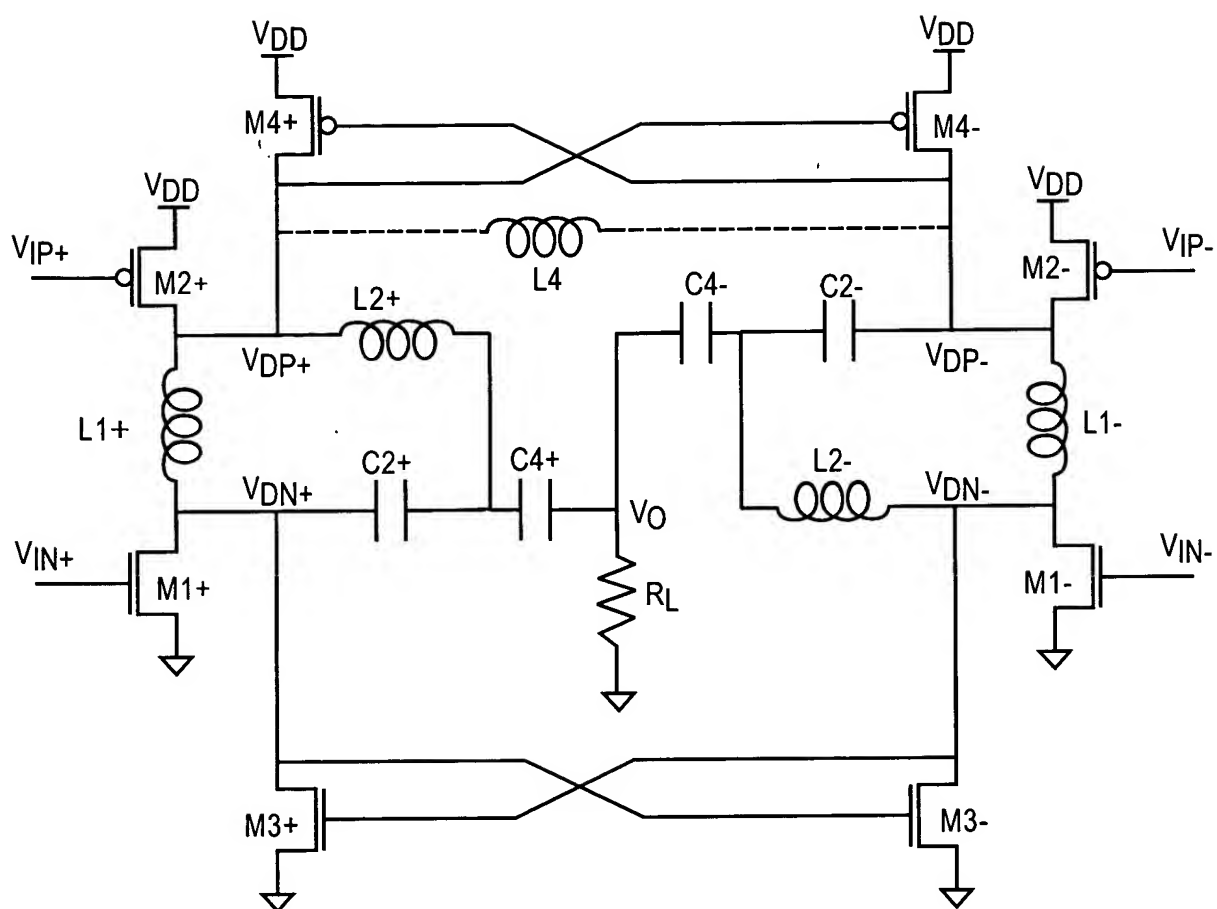 VDD
VDD
M4+
M4-
VDD
VDD
VIP+
VIP-
M2+
M2-
L4
L2+
C4-
C2-
VDP+
VDP-
L1+
L1-
C2+
C4+
L2-
VDN+
VO
VDN-
VIN+
VIN-
M1+
RL
M1-
M3+
M3-